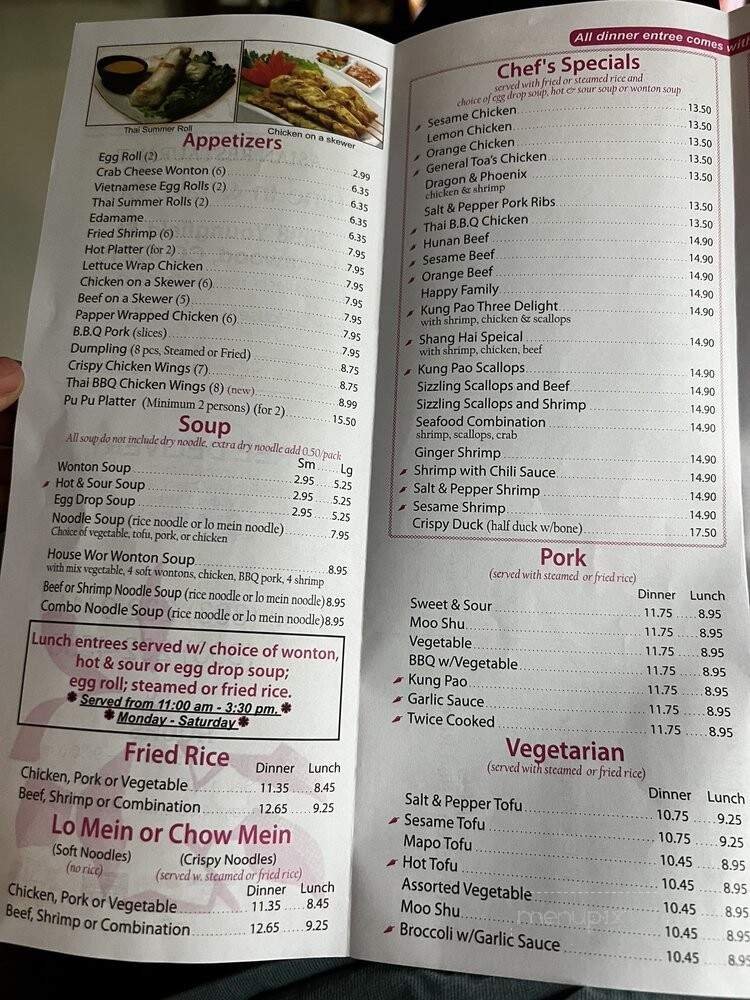 Thai Summer Roll
Chicken on a skewer
Appetizers
Egg Roll (2) 2.99
Crab Cheese Wonton (6) 6.35
Vietnamese Egg Rolls (2) 6.35
Thai Summer Rolls (2) 6.35
Edamame 6.35
Fried Shrimp (6) 7.95
Hot Platter (for 2) 7.95
Lettuce Wrap Chicken 7.95
Chicken on a Skewer (6) 7.95
Beef on a Skewer (5) 7.95
Papper Wrapped Chicken (6) 7.95
B.B.Q Pork (slices) 7.95
Dumpling (8 pcs, Steamed or Fried) 8.75
Crispy Chicken Wings (7) 8.75
Thai BBQ Chicken Wings (8) (new) 8.99
Pu Pu Platter (Minimum 2 persons) (for 2) 15.50
Soup
All soup do not include dry noodle, extra dry noodle add 0.50/pack
Sm Lg
Wonton Soup 2.95 5.25
Hot & Sour Soup 2.95 5.25
Egg Drop Soup 2.95 5.25
Noodle Soup (rice noodle or lo mein noodle) 7.95
Choice of vegetable, tofu, pork, or chicken
House Wor Wonton Soup 8.95
with mix vegetable, 4 soft wontons, chicken, BBQ pork, 4 shrimp
Beef or Shrimp Noodle Soup (rice noodle or lo mein noodle) 8.95
Combo Noodle Soup (rice noodle or lo mein noodle) 8.95
Lunch entrees served w/ choice of wonton,
hot & sour or egg drop soup;
egg roll; steamed or fried rice.
Served from 11:00 am - 3:30 pm.
Monday - Saturday
Fried Rice
Dinner Lunch
Chicken, Pork or Vegetable 11.35 8.45
Beef, Shrimp or Combination 12.65 9.25
Lo Mein or Chow Mein
(Soft Noodles) (Crispy Noodles)
(no rice) (served w. steamed or fried rice)
Dinner Lunch
Chicken, Pork or Vegetable 11.35 8.45
Beef, Shrimp or Combination 12.65 9.25
All dinner entree comes with
Chef's Specials
served with fried or steamed rice and
choice of egg drop soup, hot & sour soup or wonton soup
Sesame Chicken 13.50
Lemon Chicken 13.50
Orange Chicken 13.50
General Toa's Chicken 13.50
Dragon & Phoenix 13.50
chicken & shrimp
Salt & Pepper Pork Ribs 13.50
Thai B.B.Q Chicken 13.50
Hunan Beef 14.90
Sesame Beef 14.90
Orange Beef 14.90
Happy Family 14.90
Kung Pao Three Delight 14.90
with shrimp, chicken & scallops
Shang Hai Speical 14.90
with shrimp, chicken, beef
Kung Pao Scallops 14.90
Sizzling Scallops and Beef 14.90
Sizzling Scallops and Shrimp 14.90
Seafood Combination 14.90
shrimp, scallops, crab
Ginger Shrimp 14.90
Shrimp with Chili Sauce 14.90
Salt & Pepper Shrimp 14.90
Sesame Shrimp 14.90
Crispy Duck (half duck w/bone) 17.50
Pork
(served with steamed or fried rice)
Dinner Lunch
Sweet & Sour 11.75 8.95
Moo Shu 11.75 8.95
Vegetable 11.75 8.95
BBQ w/Vegetable 11.75 8.95
Kung Pao 11.75 8.95
Garlic Sauce 11.75 8.95
Twice Cooked 11.75 8.95
Vegetarian
(served with steamed or fried rice)
Dinner Lunch
Salt & Pepper Tofu 10.75 9.25
Sesame Tofu 10.75 9.25
Mapo Tofu 10.45 8.95
Hot Tofu 10.45 8.95
Assorted Vegetable 10.45 8.95
Moo Shu 10.45 8.95
Broccoli w/Garlic Sauce 10.45 8.95
menupix